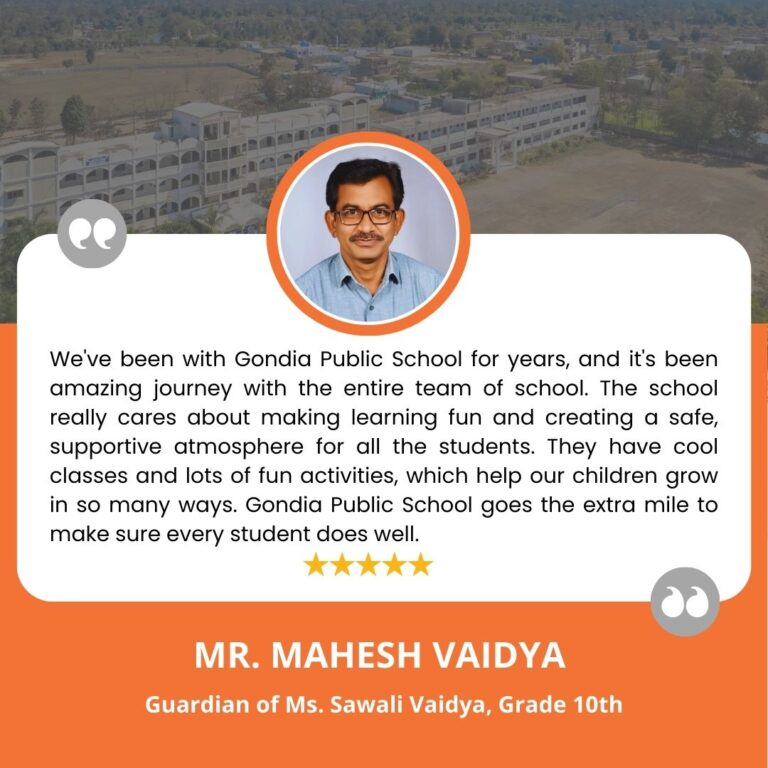 We've been with Gondia Public School for years, and it's been
amazing journey with the entire team of school. The school
really cares about making learning fun and creating a safe,
supportive atmosphere for all the students. They have cool
classes and lots of fun activities, which help our children grow
in so many ways. Gondia Public School goes the extra mile to
make sure every student does well.
MR. MAHESH VAIDYA
Guardian of Ms. Sawali Vaidya, Grade 10th